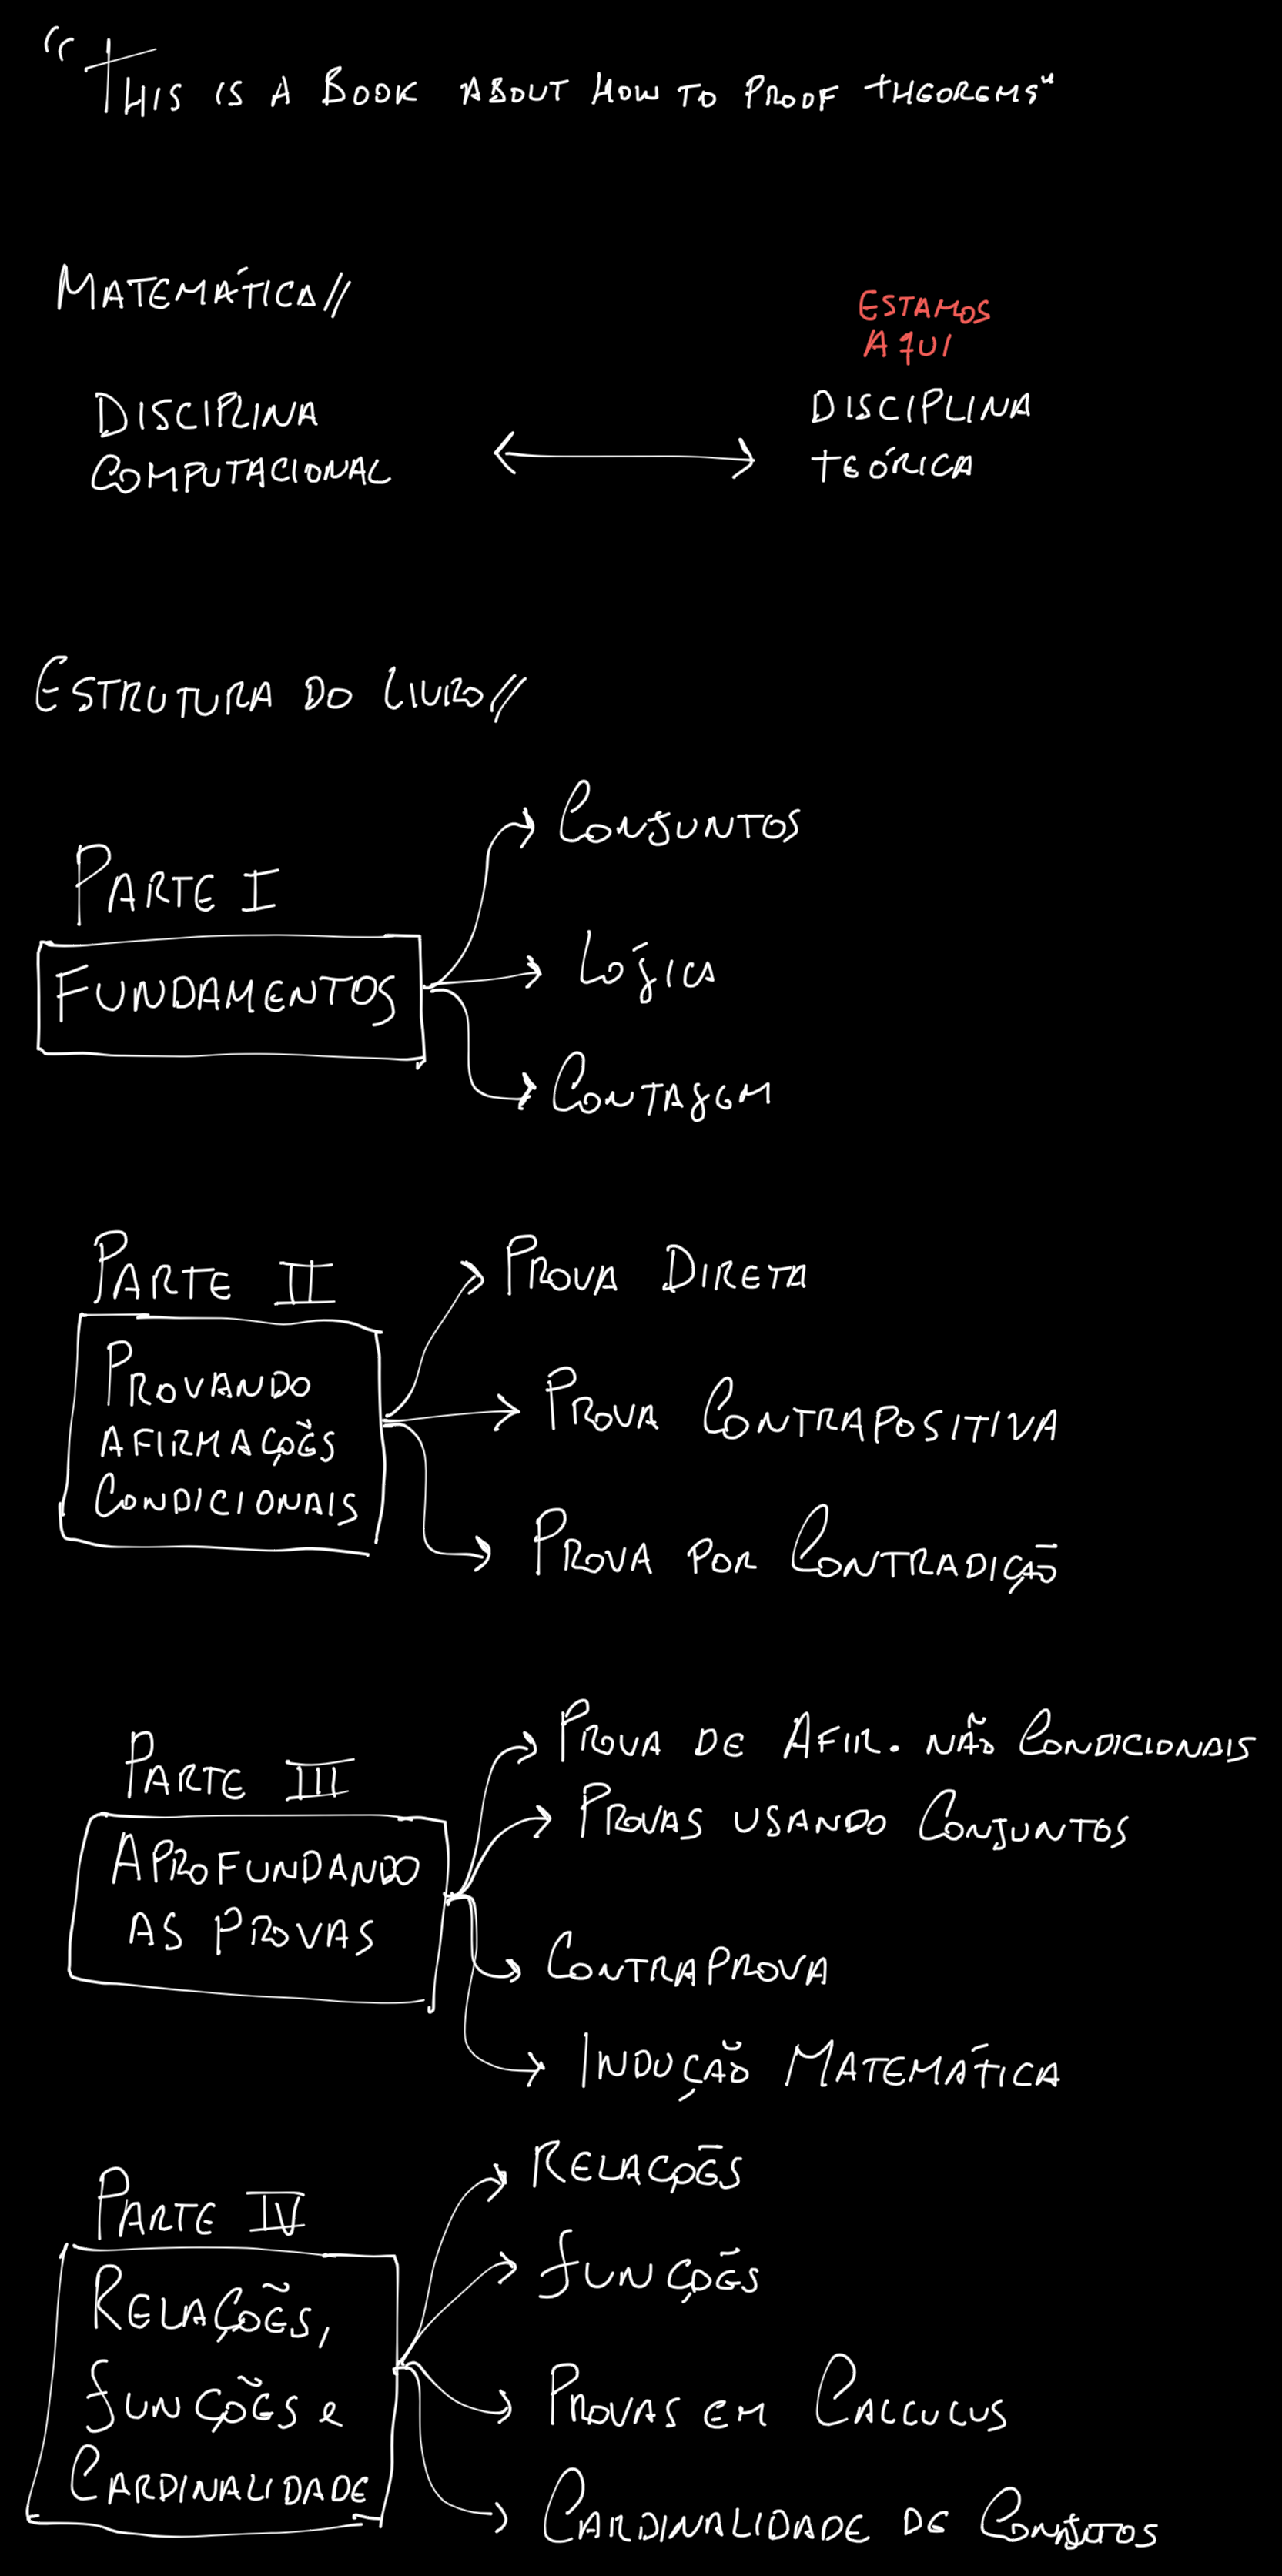 "THIS IS A BOOK ABOUT HOW TO PROOF THEOREMS"
MATEMÁTICA//
ESTAMOS
AQUI
DISCIPLINA
COMPUTACIONAL
DISCIPLINA
TEÓRICA
ESTRUTURA DO LIVRO//
PARTE I
FUNDAMENTOS
CONJUNTOS
LÓGICA
CONTAGEM
PARTE II
PROVANDO
AFIRMAÇÕES
CONDICIONAIS
PROVA DIRETA
PROVA CONTRAPOSITIVA
PROVA POR CONTRADIÇÃO
PARTE III
APROFUNDANDO
AS PROVAS
PROVA DE AFIR. NÃO CONDICIONAIS
PROVAS USANDO CONJUNTOS
CONTRAPROVA
INDUÇÃO MATEMÁTICA
PARTE IV
RELAÇÕES,
FUNÇÕES e
CARDINALIDADE
RELAÇÕES
FUNÇÕES
PROVAS EM CALCULUS
CARDINALIDADE DE CONJUTOS